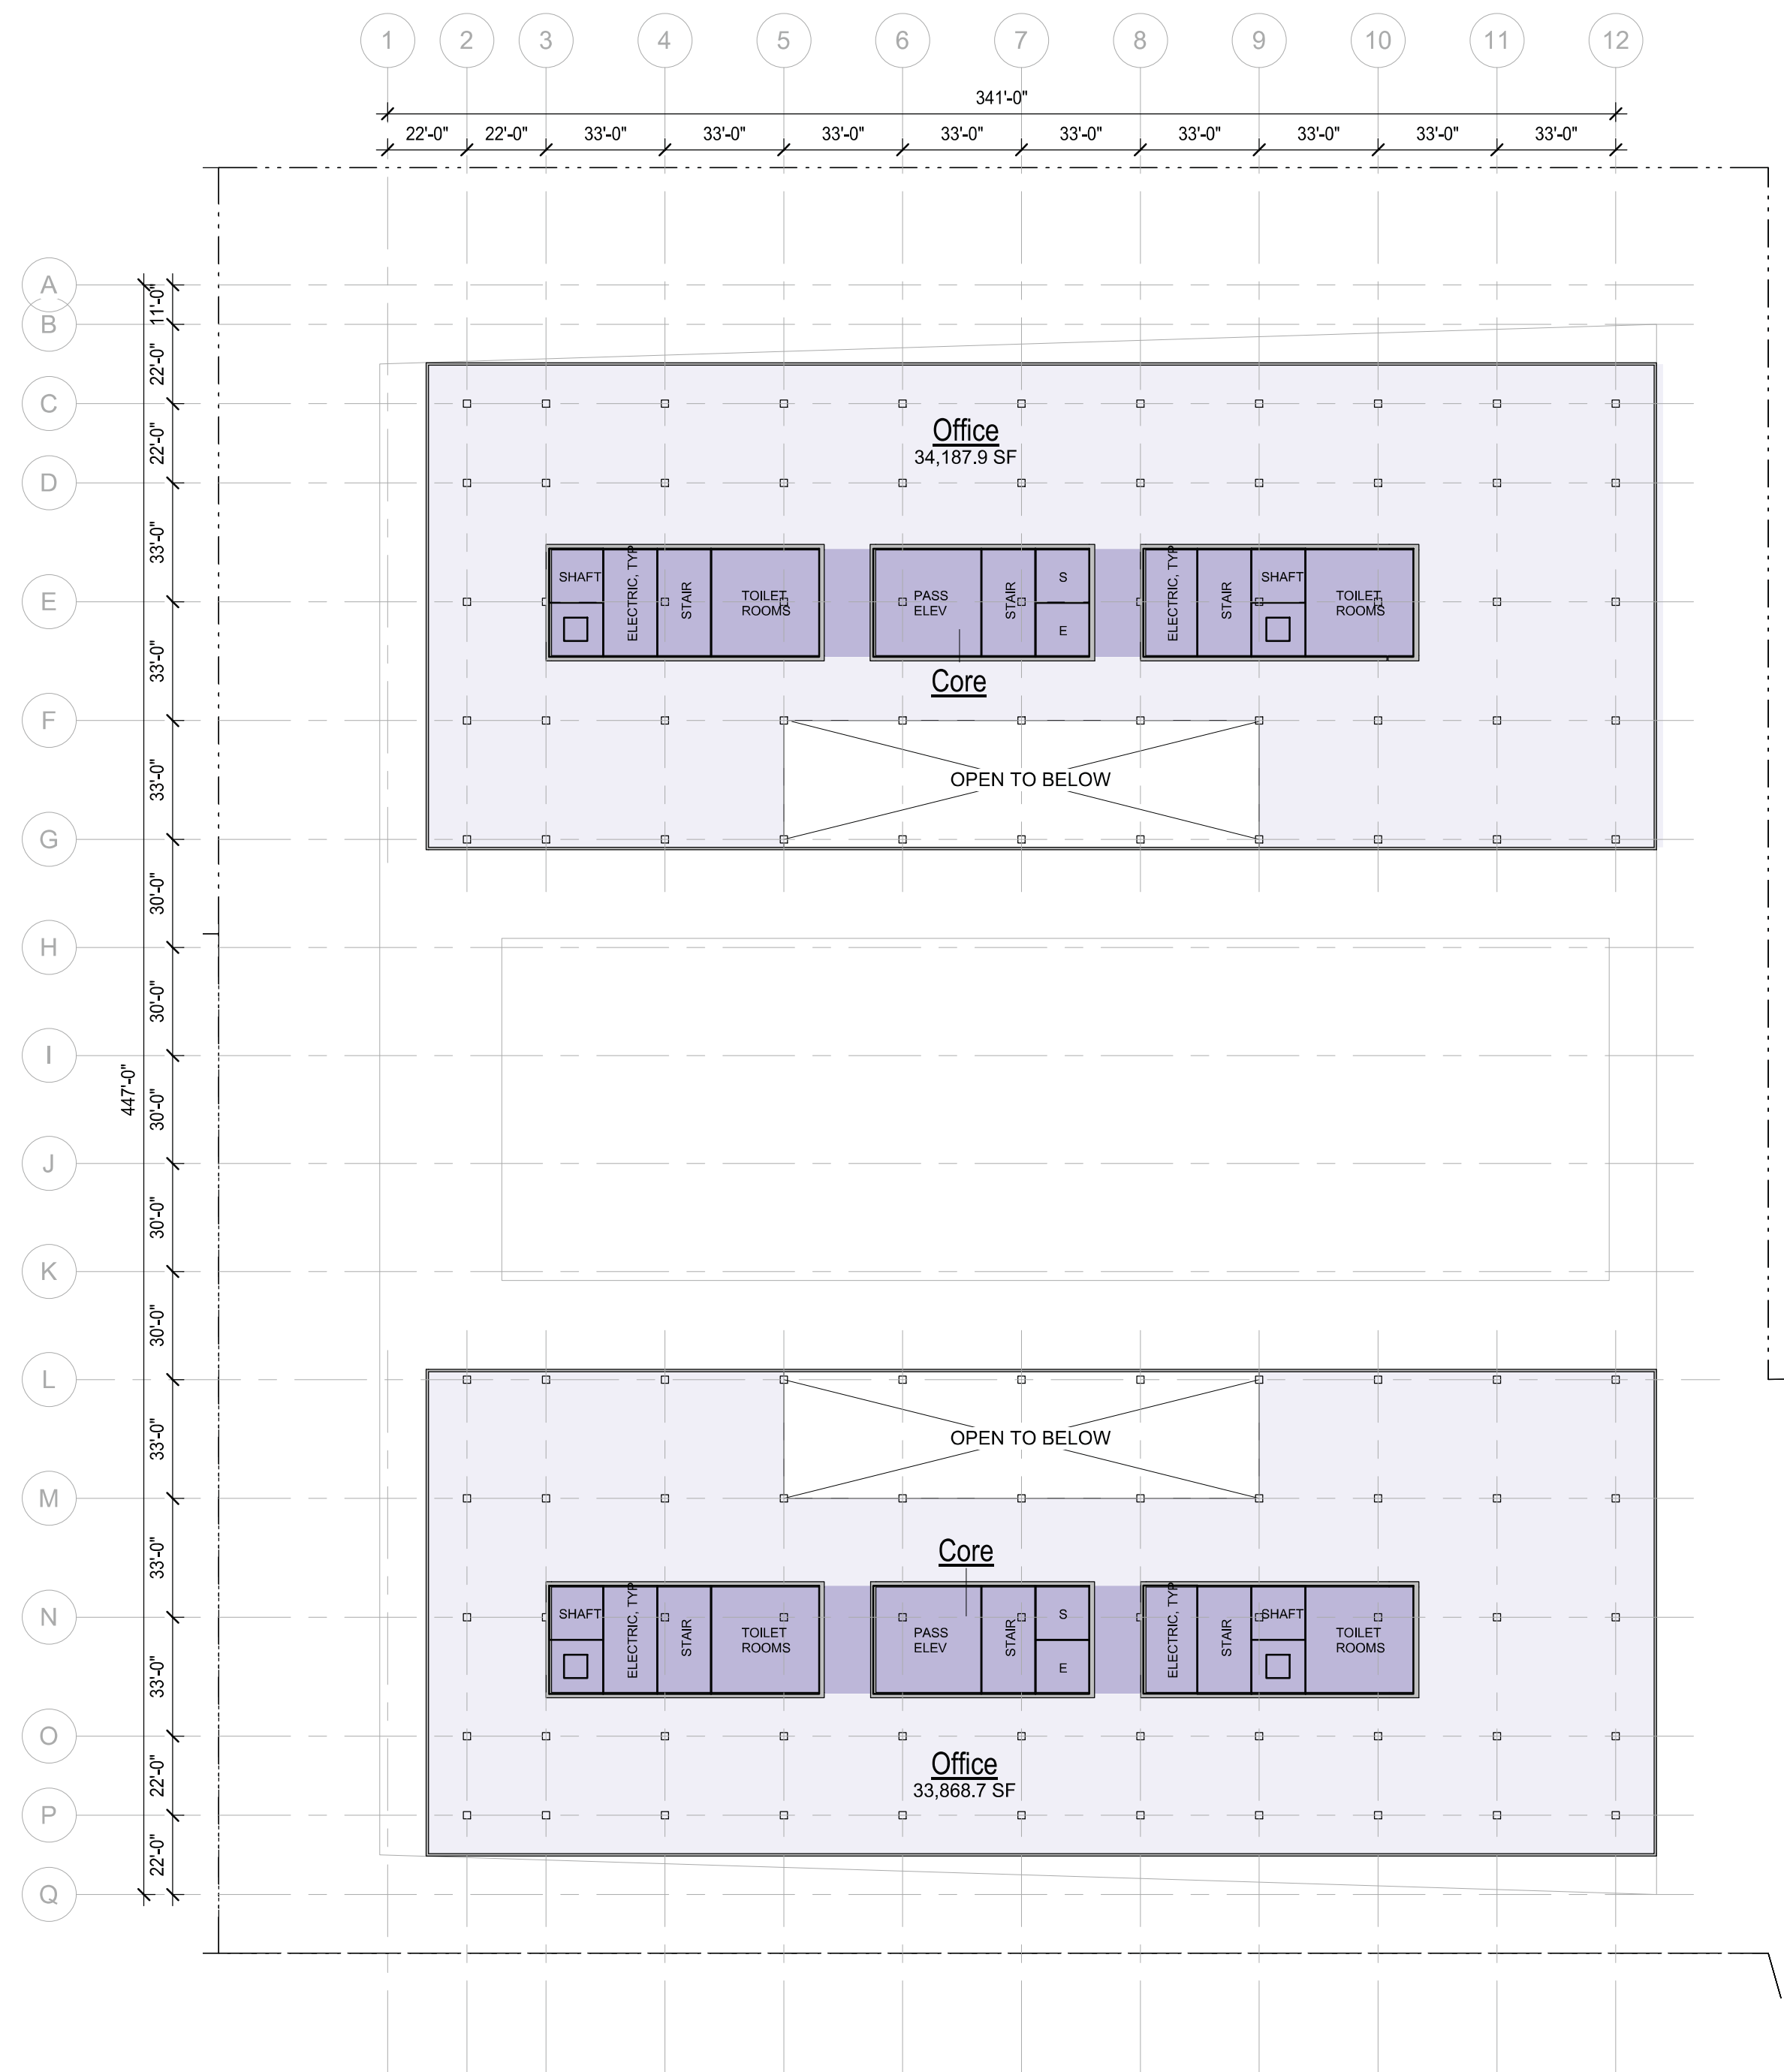 1 2 3 4 5 6 7 8 9 10 11 12
341'-0"
22'-0" 22'-0" 33'-0" 33'-0" 33'-0" 33'-0" 33'-0" 33'-0" 33'-0" 33'-0" 33'-0"
A
11'-0"
B
22'-0"
C
Office
34,187.9 SF
22'-0"
D
33'-0"
SHAFT ELECTRIC, TYP STAIR TOILET
ROOMS
PASS
ELEV
STAIR
S
E
ELECTRIC, TYP STAIR SHAFT TOILET
ROOMS
E
33'-0"
Core
F
33'-0"
OPEN TO BELOW
G
30'-0"
H
30'-0"
I
447'-0"
30'-0"
J
30'-0"
K
30'-0"
L
33'-0"
OPEN TO BELOW
M
33'-0"
Core
N
SHAFT ELECTRIC, TYP STAIR TOILET
ROOMS
PASS
ELEV
STAIR
S
E
ELECTRIC, TYP STAIR SHAFT TOILET
ROOMS
33'-0"
O
Office
33,868.7 SF
22'-0"
P
22'-0"
Q